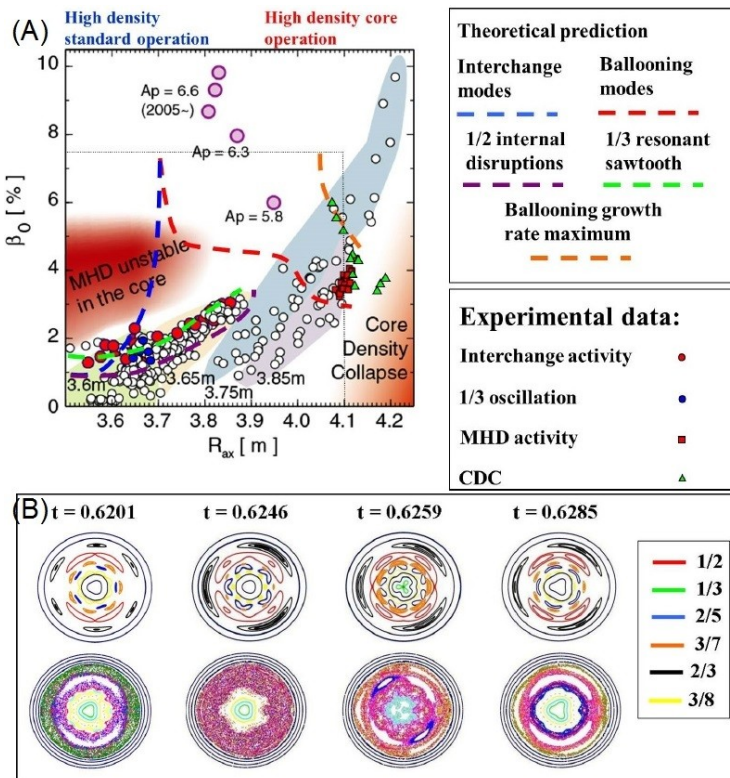 (A)
High density
standard operation
High density core
operation
10
8
6
4
2
0
β0 [ % ]
Ap = 6.6
(2005~)
Ap = 6.3
Ap = 5.8
MHD unstable
in the core
Core
Density
Collapse
3.6m
3.65m
3.75m
3.85m
3.6 3.7 3.8 3.9 4.0 4.1 4.2
Rax [ m ]
Theoretical prediction
Interchange
modes
Ballooning
modes
1/2 internal
disruptions
1/3 resonant
sawtooth
Ballooning growth
rate maximum
Experimental data:
Interchange activity
1/3 oscillation
MHD activity
CDC
(B)
t = 0.6201 t = 0.6246 t = 0.6259 t = 0.6285
1/2
1/3
2/5
3/7
2/3
3/8